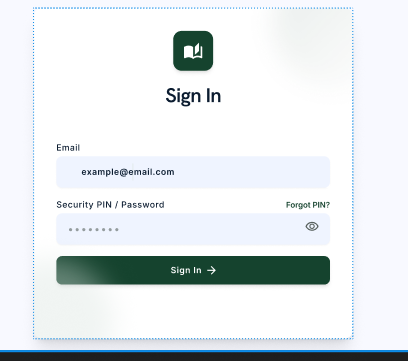 Sign In
Email
example@email.com
Security PIN / Password
Forgot PIN?
••••••••
Sign In →